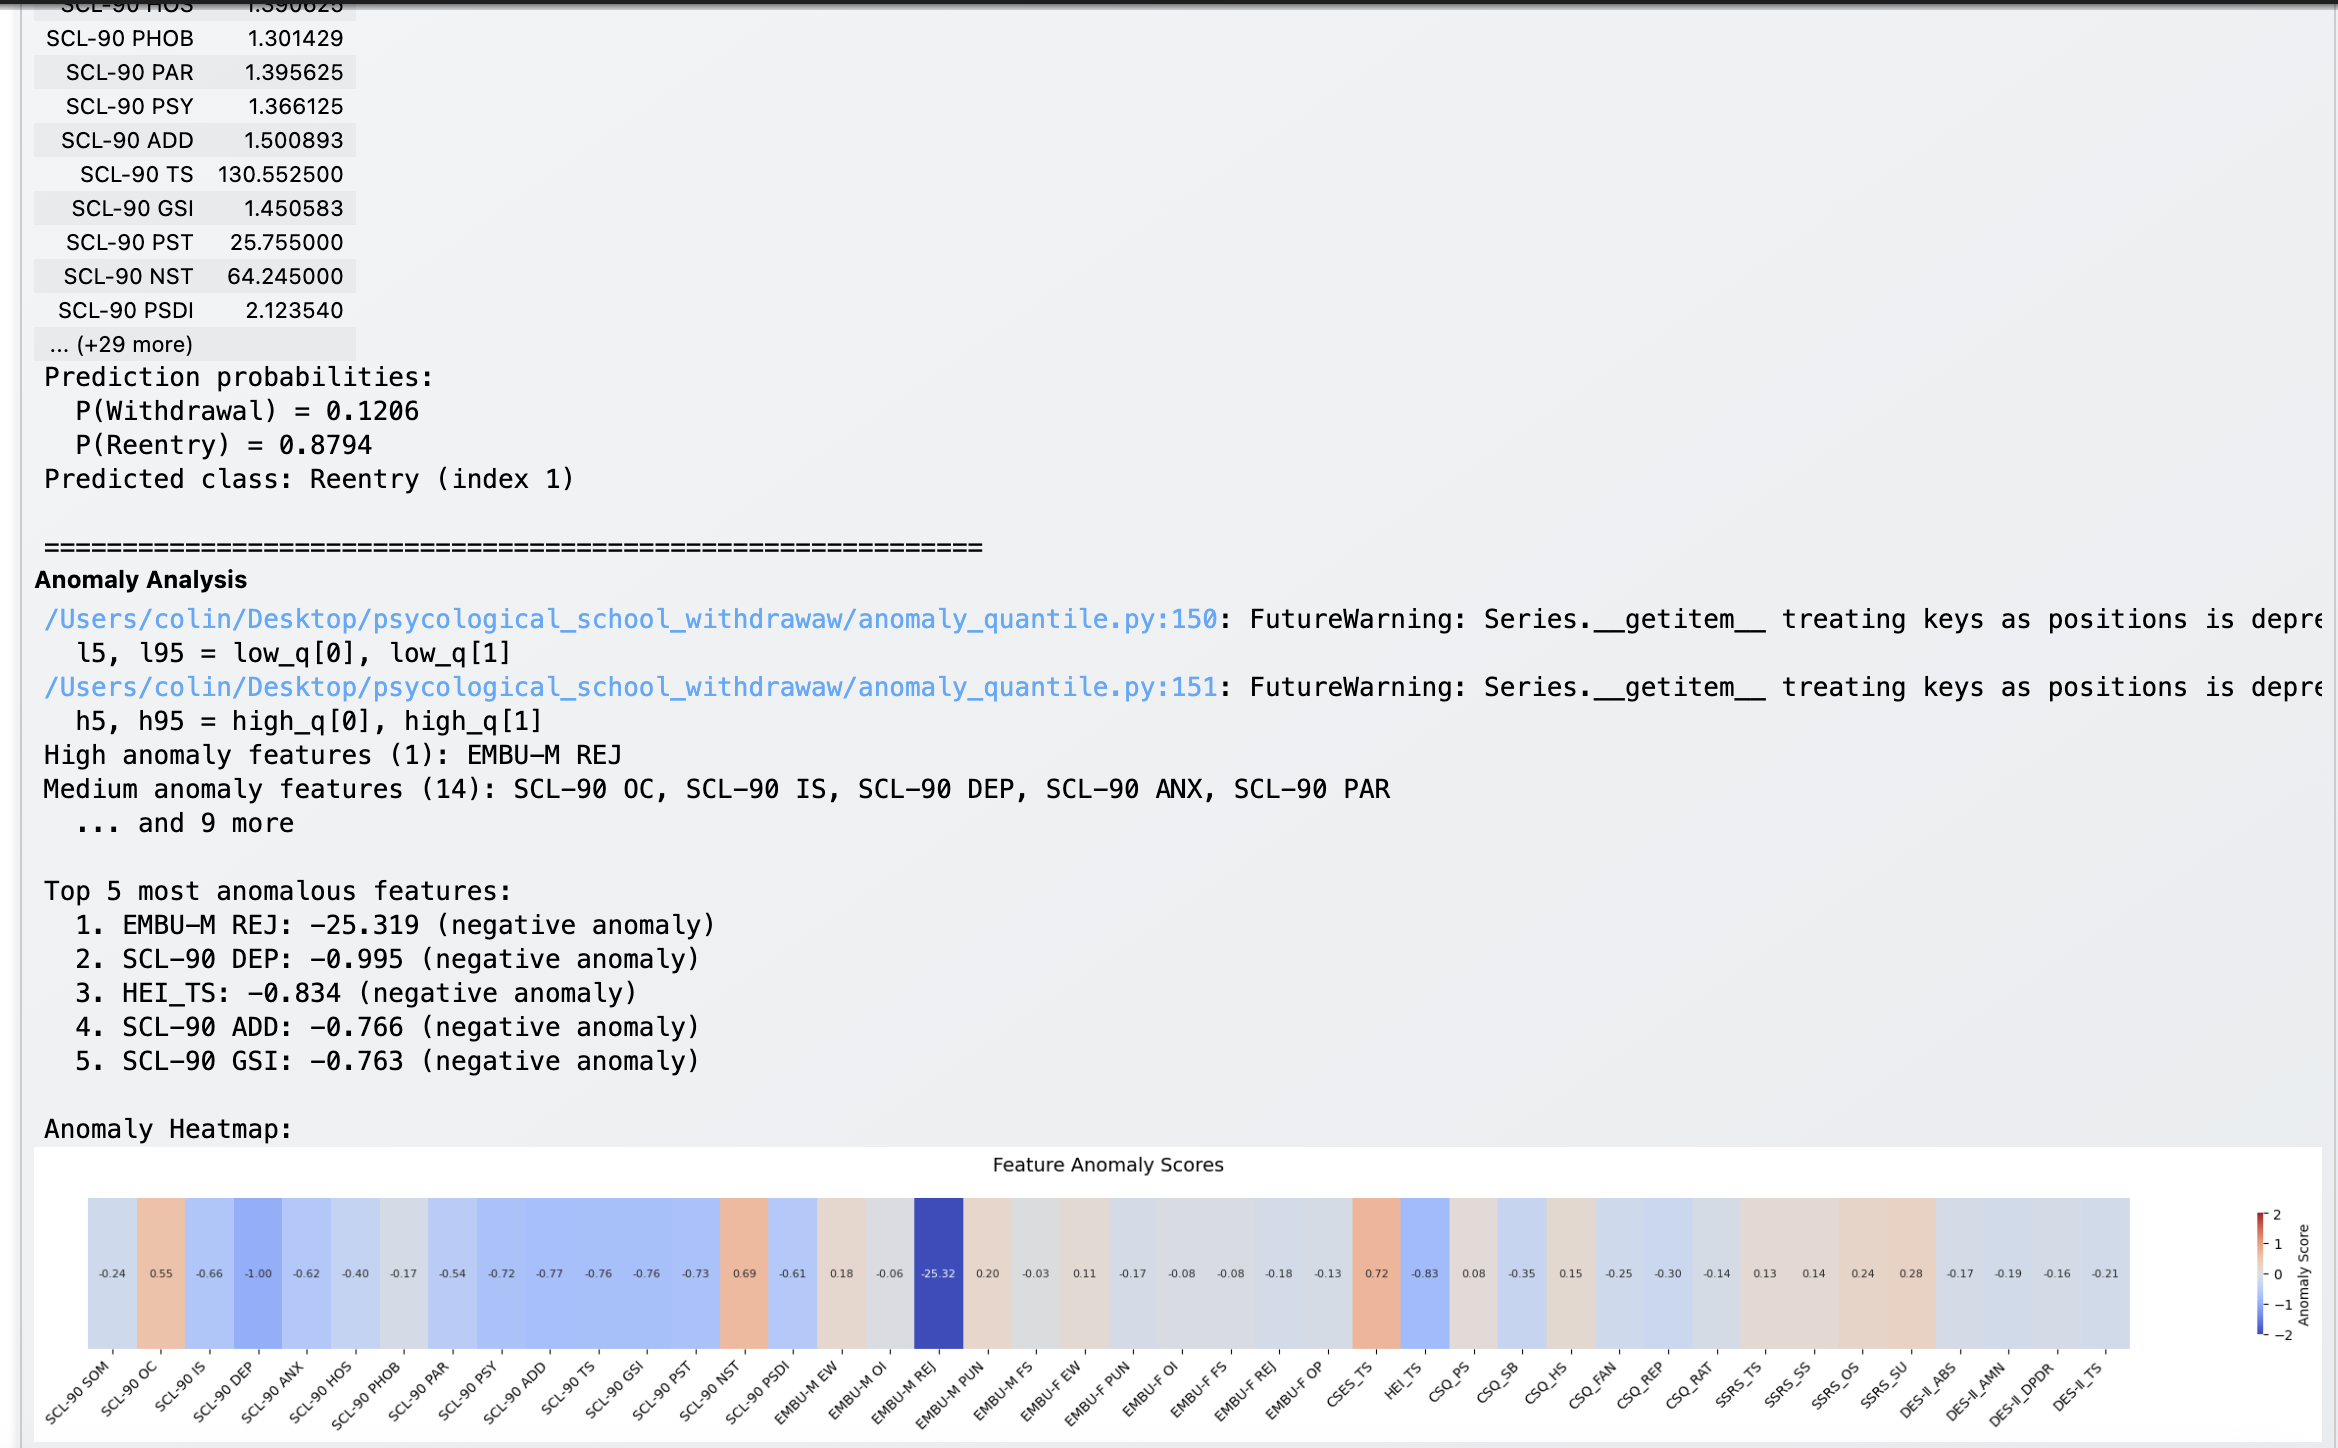 SCL-90 HOS 1.390625
SCL-90 PHOB 1.301429
SCL-90 PAR 1.395625
SCL-90 PSY 1.366125
SCL-90 ADD 1.500893
SCL-90 TS 130.552500
SCL-90 GSI 1.450583
SCL-90 PST 25.755000
SCL-90 NST 64.245000
SCL-90 PSDI 2.123540
... (+29 more)
Prediction probabilities:
P(Withdrawal) = 0.1206
P(Reentry) = 0.8794
Predicted class: Reentry (index 1)
============================================================
Anomaly Analysis
/Users/colin/Desktop/psycological_school_withdrawaw/anomaly_quantile.py:150: FutureWarning: Series.__getitem__ treating keys as positions is depre
l5, l95 = low_q[0], low_q[1]
/Users/colin/Desktop/psycological_school_withdrawaw/anomaly_quantile.py:151: FutureWarning: Series.__getitem__ treating keys as positions is depre
h5, h95 = high_q[0], high_q[1]
High anomaly features (1): EMBU-M REJ
Medium anomaly features (14): SCL-90 OC, SCL-90 IS, SCL-90 DEP, SCL-90 ANX, SCL-90 PAR
... and 9 more
Top 5 most anomalous features:
1. EMBU-M REJ: -25.319 (negative anomaly)
2. SCL-90 DEP: -0.995 (negative anomaly)
3. HEI_TS: -0.834 (negative anomaly)
4. SCL-90 ADD: -0.766 (negative anomaly)
5. SCL-90 GSI: -0.763 (negative anomaly)
Anomaly Heatmap:
Feature Anomaly Scores
-0.24 0.55 -0.66 -1.00 -0.62 -0.40 -0.17 -0.54 -0.72 -0.77 -0.76 -0.76 -0.73 0.69 -0.61 0.18 -0.06 -25.32 0.20 -0.03 0.11 -0.17 -0.08 -0.08 -0.18 -0.13 0.72 -0.83 0.08 -0.35 0.15 -0.25 -0.30 -0.14 0.13 0.14 0.24 0.28 -0.17 -0.19 -0.16 -0.21
SCL-90 SOM SCL-90 OC SCL-90 IS SCL-90 DEP SCL-90 ANX SCL-90 HOS SCL-90 PHOB SCL-90 PAR SCL-90 PSY SCL-90 ADD SCL-90 TS SCL-90 GSI SCL-90 PST SCL-90 NST SCL-90 PSDI EMBU-M EW EMBU-M OI EMBU-M REJ EMBU-M PUN EMBU-M FS EMBU-F EW EMBU-F PUN EMBU-F OI EMBU-F FS EMBU-F REJ EMBU-F OP CSES_TS HEI_TS CSQ_PS CSQ_SB CSQ_HS CSQ_FAN CSQ_REP CSQ_RAT SSRS_TS SSRS_SS SSRS_OS SSRS_SU DES-II_ABS DES-II_AMN DES-II_DPDR DES-II_TS
2
1
0
−1
−2
Anomaly Score